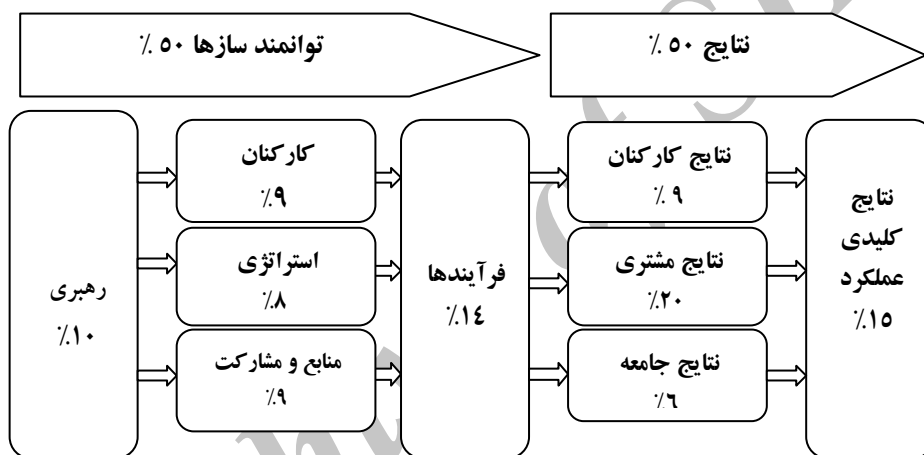 توانمند سازها ۵۰ ٪
نتایج ۵۰ ٪
رهبری
٪۱۰
کارکنان
٪۹
استراتژی
٪۸
منابع و مشارکت
٪۹
فرآیندها
٪۱٤
نتایج کارکنان
٪ ۹
نتایج مشتری
٪۲۰
نتایج جامعه
٪٦
نتایج
کلیدی
عملکرد
٪۱۵